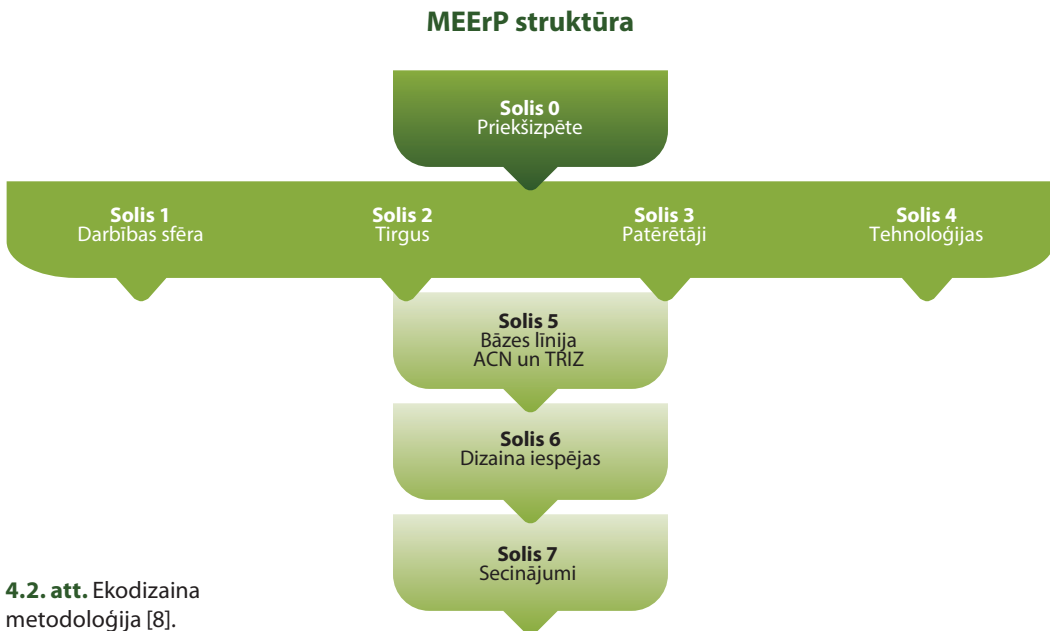 MEErP struktūra
Solis 0
Priekšizpēte
Solis 1
Darbības sfēra
Solis 2
Tirgus
Solis 3
Patērētāji
Solis 4
Tehnoloģijas
Solis 5
Bāzes līnija
ACN un TRIZ
Solis 6
Dizaina iespējas
Solis 7
Secinājumi
4.2. att. Ekodizaina
metodoloģija [8].